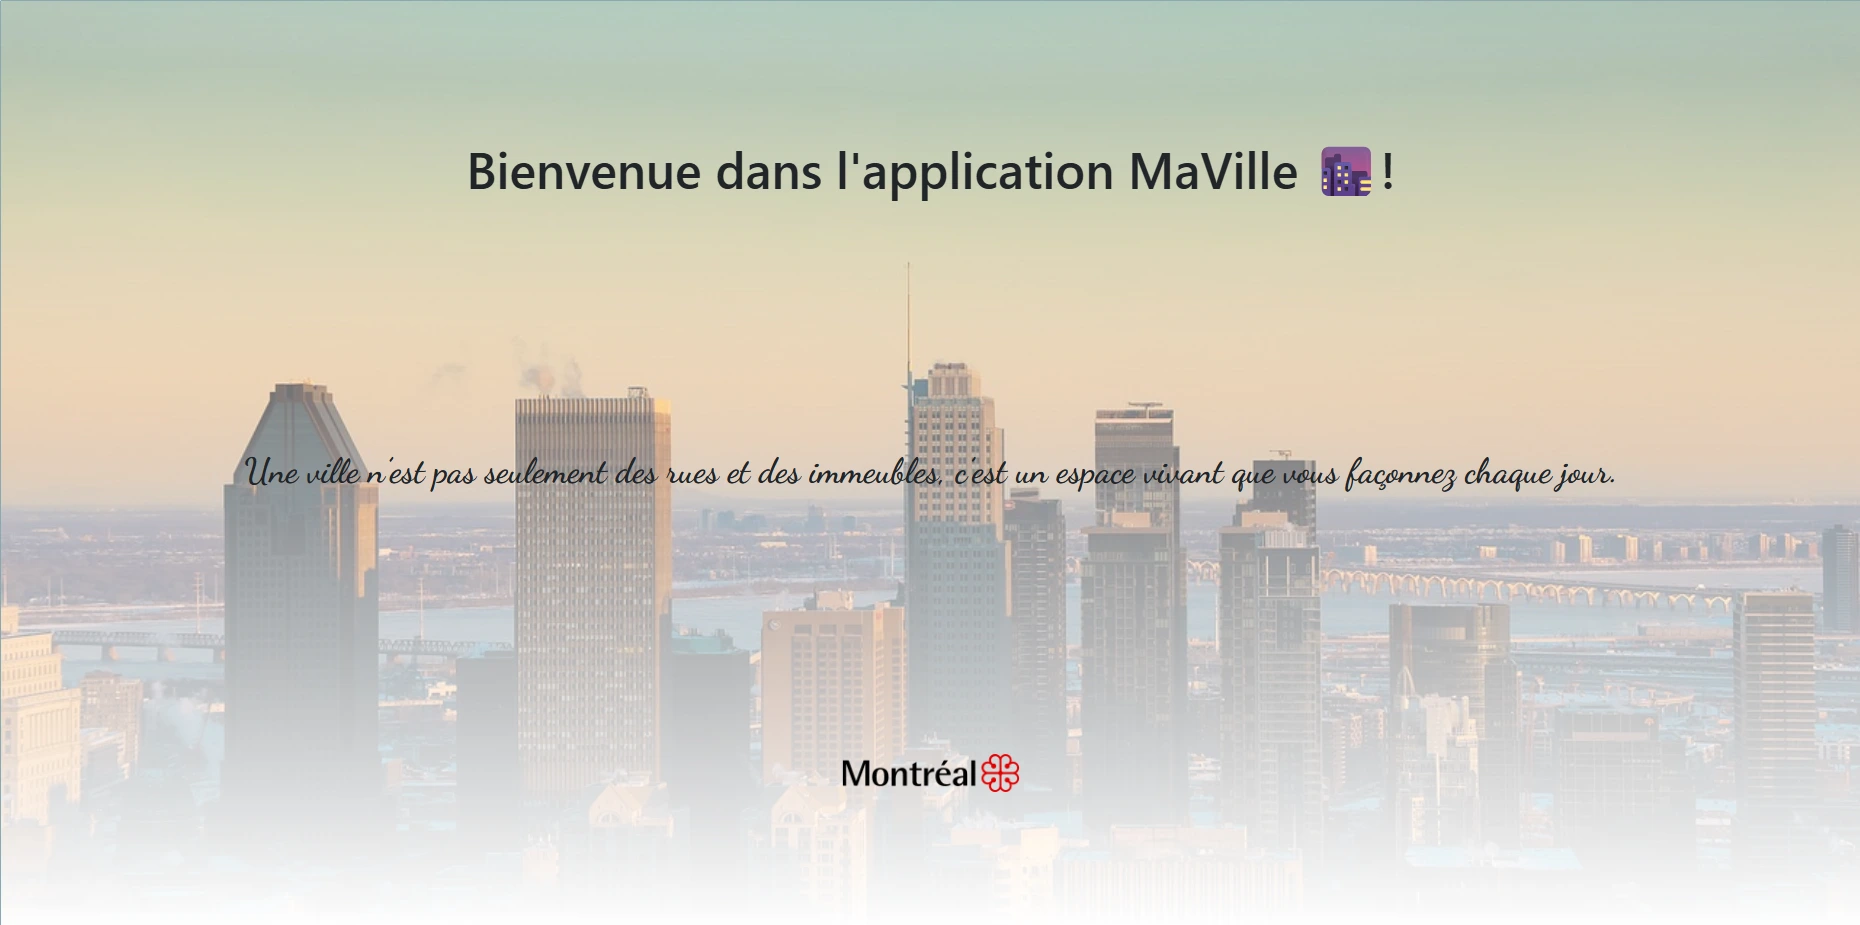 Bienvenue dans l'application MaVille 🌆 !
Une ville n'est pas seulement des rues et des immeubles, c'est un espace vivant que vous façonnez chaque jour.
Montréal